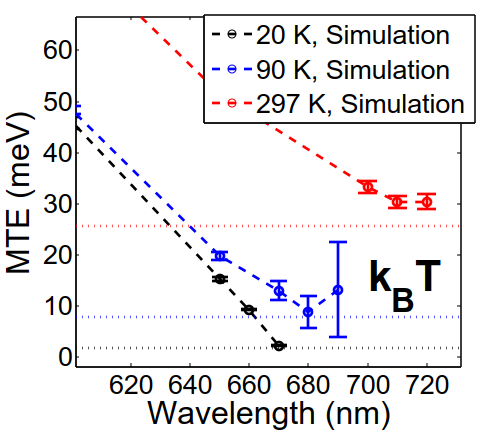 20 K, Simulation
90 K, Simulation
297 K, Simulation
MTE (meV)
60
50
40
30
20
10
0
k_BT
620 640 660 680 700 720
Wavelength (nm)